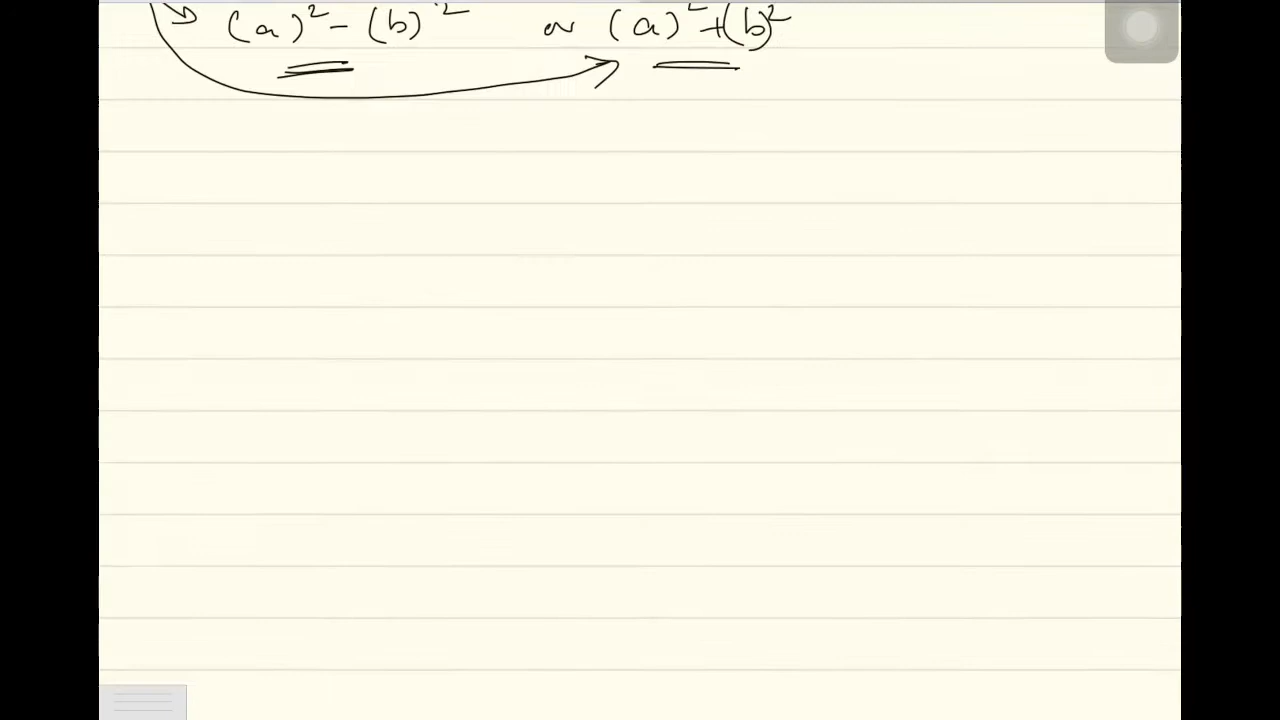 (a)² - (b)² or (a)² + (b)²